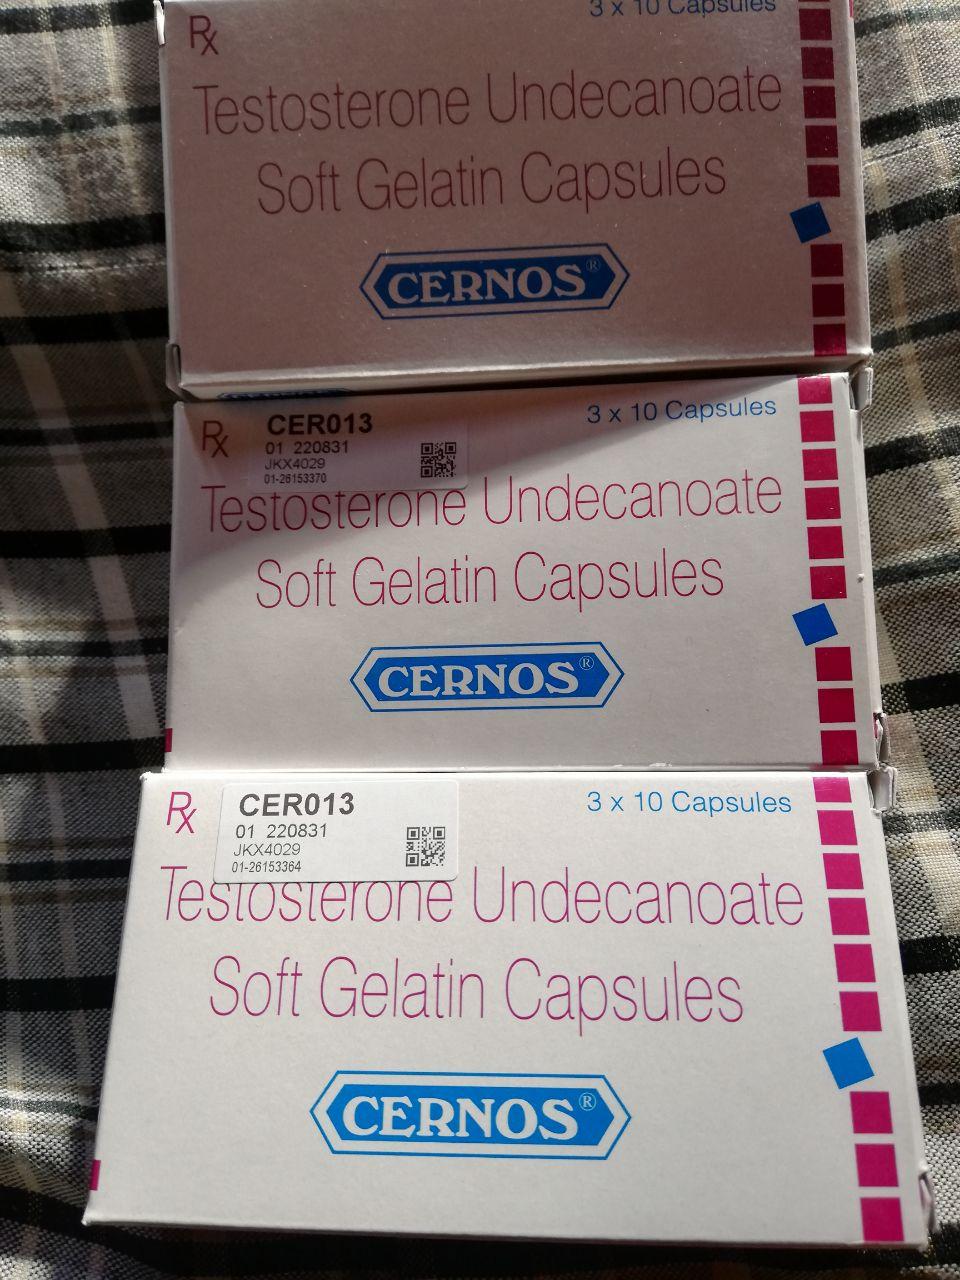 3 x 10 Capsules
Rx
Testosterone Undecanoate
Soft Gelatin Capsules
CERNOS®
Rx
CER013
01 220831
JKX4029
01-26153370
3 x 10 Capsules
Testosterone Undecanoate
Soft Gelatin Capsules
CERNOS®
Rx
CER013
01 220831
JKX4029
01-26153364
3 x 10 Capsules
Testosterone Undecanoate
Soft Gelatin Capsules
CERNOS®